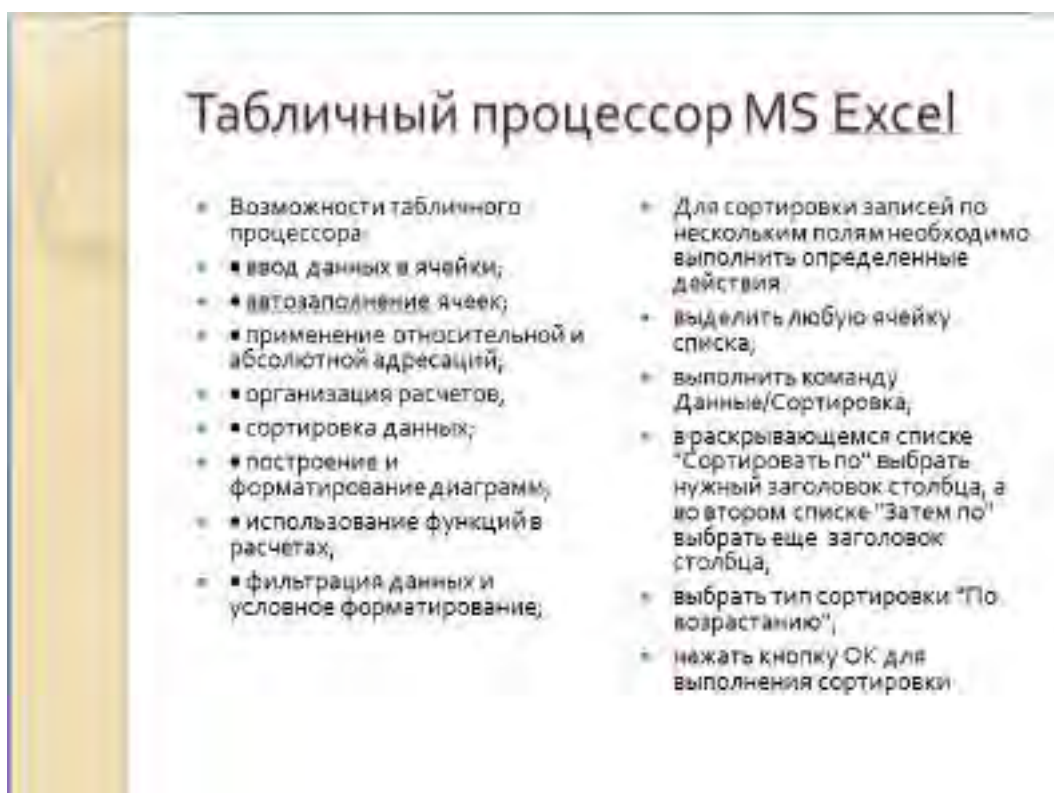 Табличный процессор MS Excel
• Возможности табличного
процессора:
• ▪ ввод данных в ячейки;
• ▪ автозаполнение ячеек;
• ▪ применение относительной и
абсолютной адресаций;
• ▪ организация расчетов;
• ▪ сортировка данных;
• ▪ построение и
форматирование диаграмм;
• ▪ использование функций в
расчетах;
• ▪ фильтрация данных и
условное форматирование;
• Для сортировки записей по
нескольким полям необходимо
выполнить определенные
действия:
• выделить любую ячейку
списка;
• выполнить команду
Данные/Сортировка;
• в раскрывающемся списке
"Сортировать по" выбрать
нужный заголовок столбца, а
во втором списке "Затем по"
выбрать еще заголовок
столбца;
• выбрать тип сортировки "По
возрастанию";
• нажать кнопку ОК для
выполнения сортировки